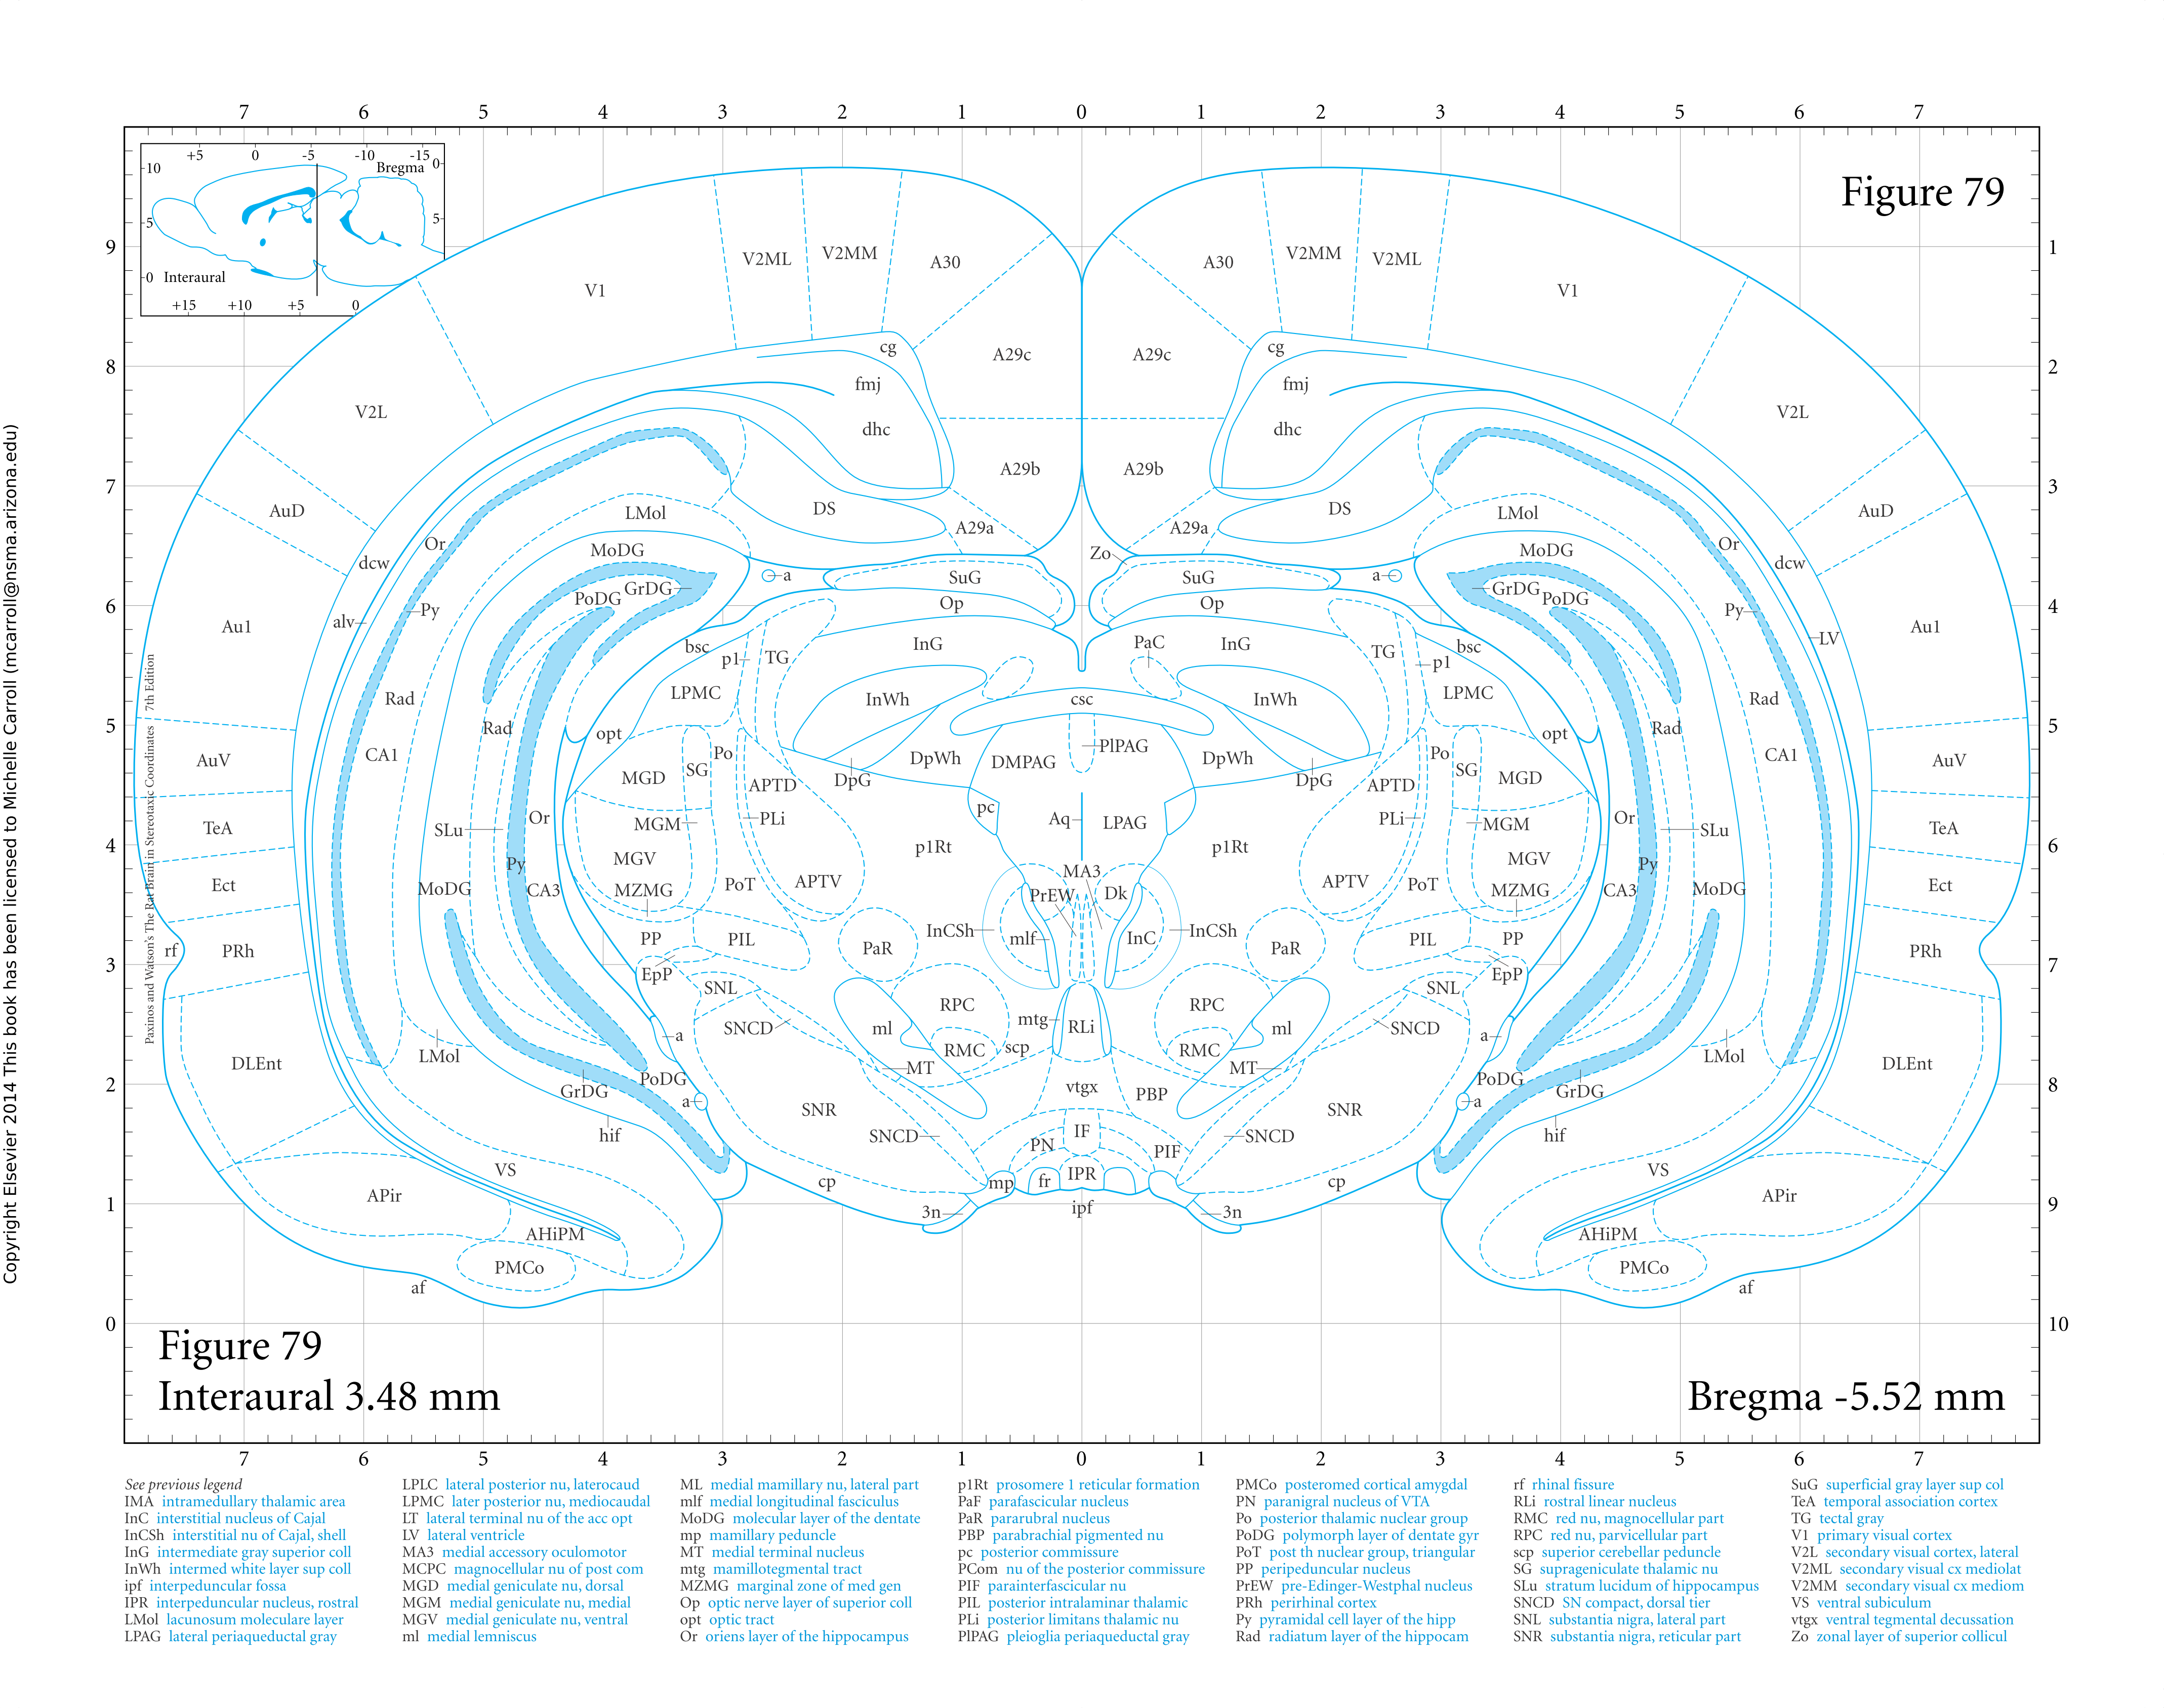 7 6 5 4 3 2 1 0 1 2 3 4 5 6 7
+5 0 -5 -10 -15
10 Bregma 0
5 5
0 Interaural
+15 +10 +5 0
Figure 79
9 1
8 2
7 3
6 4
5 5
4 6
3 7
2 8
1 9
0 10
V2ML V2MM A30 A30 V2MM V2ML
V1 V1
cg A29c A29c cg
fmj fmj
V2L V2L
dhc dhc
A29b A29b
AuD DS DS AuD
LMol A29a A29a LMol
Or Or
dcw MoDG Zo MoDG dcw
a SuG SuG a
PoDG GrDG Op Op GrDG PoDG
Py Py
alv LV
Au1 Au1
bsc p1 TG InG PaC InG TG p1 bsc
Rad LPMC InWh csc InWh LPMC Rad
Rad opt opt Rad
CA1 Po DpWh DMPAG PlPAG DpWh Po CA1
AuV MGD SG APTD DpG DpG APTD SG MGD AuV
pc
TeA SLu Or MGM PLi Aq LPAG PLi MGM Or SLu TeA
p1Rt p1Rt
Py MGV MGV Py
MA3
Ect MoDG CA3 MZMG PoT APTV PrEW Dk APTV PoT MZMG CA3 MoDG Ect
InCSh mlf InC InCSh
rf PRh PP PIL PaR PaR PIL PP PRh
EpP EpP
SNL SNL
RPC RPC
SNCD ml mtg RLi ml SNCD
a a
RMC scp RMC
LMol LMol
DLEnt MT MT DLEnt
PoDG PoDG
GrDG vtgx PBP GrDG
a a
SNR SNR
hif SNCD IF SNCD hif
PN PIF
VS VS
IPR
APir cp mp fr cp APir
3n ipf 3n
AHiPM AHiPM
PMCo PMCo
af af
Figure 79
Interaural 3.48 mm
Bregma -5.52 mm
7 6 5 4 3 2 1 0 1 2 3 4 5 6 7
Copyright Elsevier 2014 This book has been licensed to Michelle Carroll (mcarroll@nsma.arizona.edu)
Paxinos and Watson's The Rat Brain in Stereotaxic Coordinates 7th Edition
See previous legend
IMA intramedullary thalamic area
InC interstitial nucleus of Cajal
InCSh interstitial nu of Cajal, shell
InG intermediate gray superior coll
InWh intermed white layer sup coll
ipf interpeduncular fossa
IPR interpeduncular nucleus, rostral
LMol lacunosum moleculare layer
LPAG lateral periaqueductal gray
LPLC lateral posterior nu, laterocaud
LPMC later posterior nu, mediocaudal
LT lateral terminal nu of the acc opt
LV lateral ventricle
MA3 medial accessory oculomotor
MCPC magnocellular nu of post com
MGD medial geniculate nu, dorsal
MGM medial geniculate nu, medial
MGV medial geniculate nu, ventral
ml medial lemniscus
ML medial mamillary nu, lateral part
mlf medial longitudinal fasciculus
MoDG molecular layer of the dentate
mp mamillary peduncle
MT medial terminal nucleus
mtg mamillotegmental tract
MZMG marginal zone of med gen
Op optic nerve layer of superior coll
opt optic tract
Or oriens layer of the hippocampus
p1Rt prosomere 1 reticular formation
PaF parafascicular nucleus
PaR pararubral nucleus
PBP parabrachial pigmented nu
pc posterior commissure
PCom nu of the posterior commissure
PIF parainterfascicular nu
PIL posterior intralaminar thalamic
PLi posterior limitans thalamic nu
PlPAG pleioglia periaqueductal gray
PMCo posteromed cortical amygdal
PN paranigral nucleus of VTA
Po posterior thalamic nuclear group
PoDG polymorph layer of dentate gyr
PoT post th nuclear group, triangular
PP peripeduncular nucleus
PrEW pre-Edinger-Westphal nucleus
PRh perirhinal cortex
Py pyramidal cell layer of the hipp
Rad radiatum layer of the hippocam
rf rhinal fissure
RLi rostral linear nucleus
RMC red nu, magnocellular part
RPC red nu, parvicellular part
scp superior cerebellar peduncle
SG suprageniculate thalamic nu
SLu stratum lucidum of hippocampus
SNCD SN compact, dorsal tier
SNL substantia nigra, lateral part
SNR substantia nigra, reticular part
SuG superficial gray layer sup col
TeA temporal association cortex
TG tectal gray
V1 primary visual cortex
V2L secondary visual cortex, lateral
V2ML secondary visual cx mediolat
V2MM secondary visual cx mediom
VS ventral subiculum
vtgx ventral tegmental decussation
Zo zonal layer of superior collicul